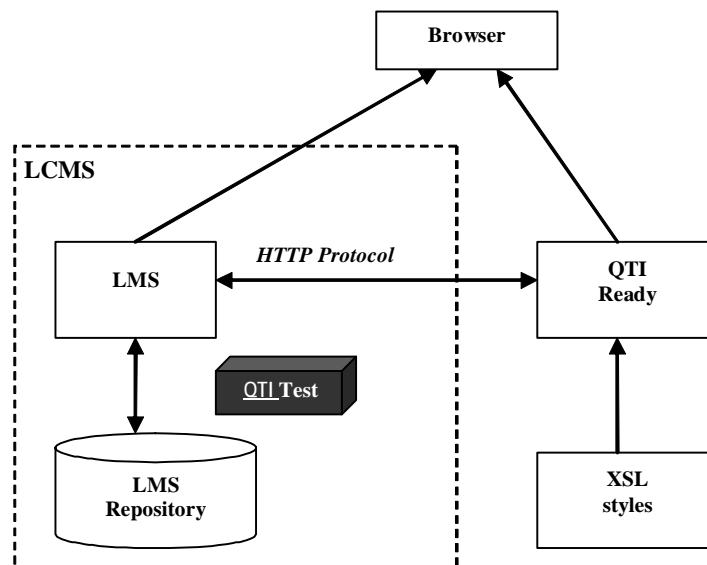 Browser
LCMS
HTTP Protocol
LMS
QTI
Ready
QTI Test
LMS
Repository
XSL
styles